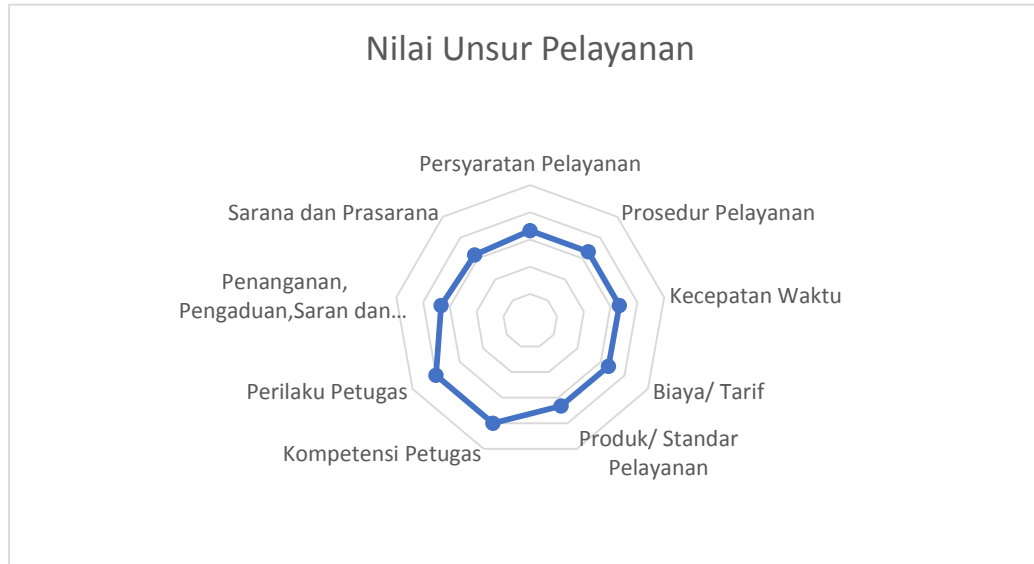 Nilai Unsur Pelayanan
Persyaratan Pelayanan
Prosedur Pelayanan
Kecepatan Waktu
Biaya/ Tarif
Produk/ Standar
Pelayanan
Kompetensi Petugas
Perilaku Petugas
Penanganan,
Pengaduan,Saran dan...
Sarana dan Prasarana